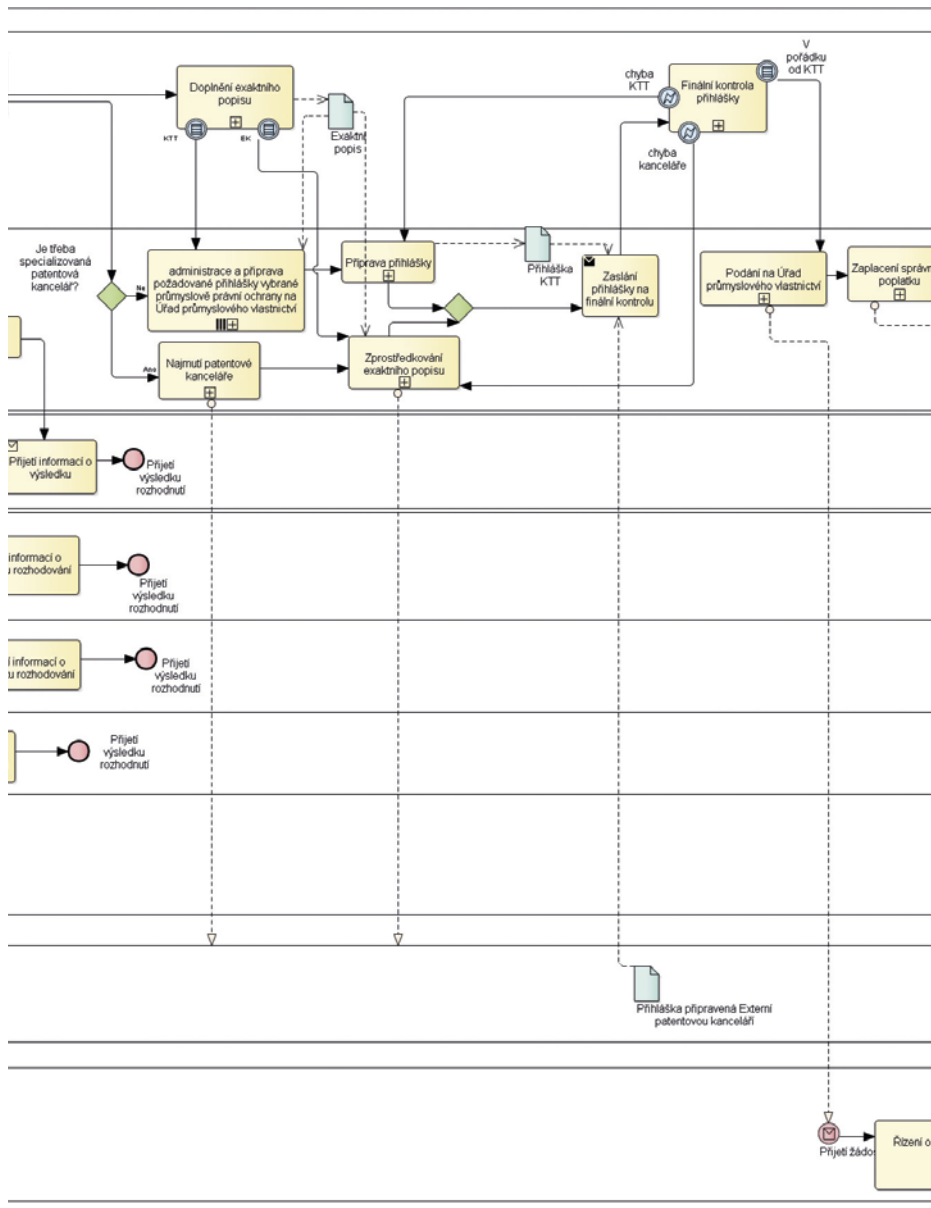 V
pořádku
od KTT
chyba
KTT
Finální kontrola
přihlášky
Doplnění exaktního
popisu
KTT
EK
Exaktní
popis
chyba
kanceláře
Je třeba
specializovaná
patentová
kancelář?
Ne
administrace a příprava
požadované přihlášky vybrané
průmyslově právní ochrany na
Úřad průmyslového vlastnictví
Příprava přihlášky
Přihláška
KTT
Zaslání
přihlášky na
finální kontrolu
Podání na Úřad
průmyslového vlastnictví
Zaplacení správn
poplatku
Ano
Najmutí patentové
kanceláře
Zprostředkování
exaktního popisu
Přijetí informací o
výsledku
Přijetí
výsledku
rozhodnutí
informací o
u rozhodování
Přijetí
výsledku
rozhodnutí
í informací o
u rozhodování
Přijetí
výsledku
rozhodnutí
Přijetí
výsledku
rozhodnutí
Přihláška připravená Externí
patentovou kanceláří
Přijetí žádos
Řízení o